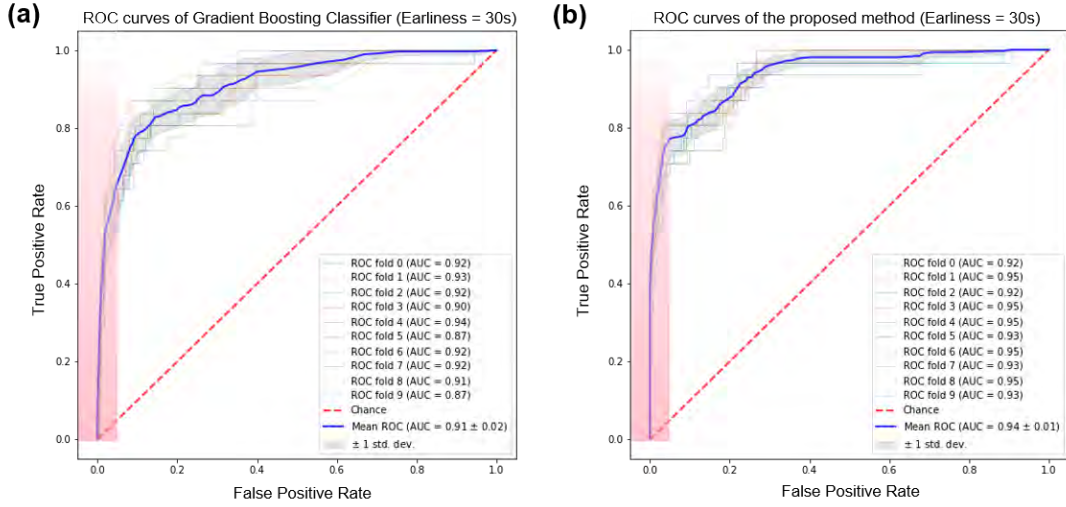 (a)
ROC curves of Gradient Boosting Classifier (Earliness = 30s)
1.0
0.8
0.6
0.4
0.2
0.0
True Positive Rate
ROC fold 0 (AUC = 0.92)
ROC fold 1 (AUC = 0.93)
ROC fold 2 (AUC = 0.92)
ROC fold 3 (AUC = 0.90)
ROC fold 4 (AUC = 0.94)
ROC fold 5 (AUC = 0.87)
ROC fold 6 (AUC = 0.92)
ROC fold 7 (AUC = 0.92)
ROC fold 8 (AUC = 0.91)
ROC fold 9 (AUC = 0.87)
Chance
Mean ROC (AUC = 0.91 ± 0.02)
± 1 std. dev.
0.0 0.2 0.4 0.6 0.8 1.0
False Positive Rate
(b)
ROC curves of the proposed method (Earliness = 30s)
1.0
0.8
0.6
0.4
0.2
0.0
True Positive Rate
ROC fold 0 (AUC = 0.92)
ROC fold 1 (AUC = 0.95)
ROC fold 2 (AUC = 0.92)
ROC fold 3 (AUC = 0.95)
ROC fold 4 (AUC = 0.95)
ROC fold 5 (AUC = 0.93)
ROC fold 6 (AUC = 0.95)
ROC fold 7 (AUC = 0.93)
ROC fold 8 (AUC = 0.95)
ROC fold 9 (AUC = 0.93)
Chance
Mean ROC (AUC = 0.94 ± 0.01)
± 1 std. dev.
0.0 0.2 0.4 0.6 0.8 1.0
False Positive Rate